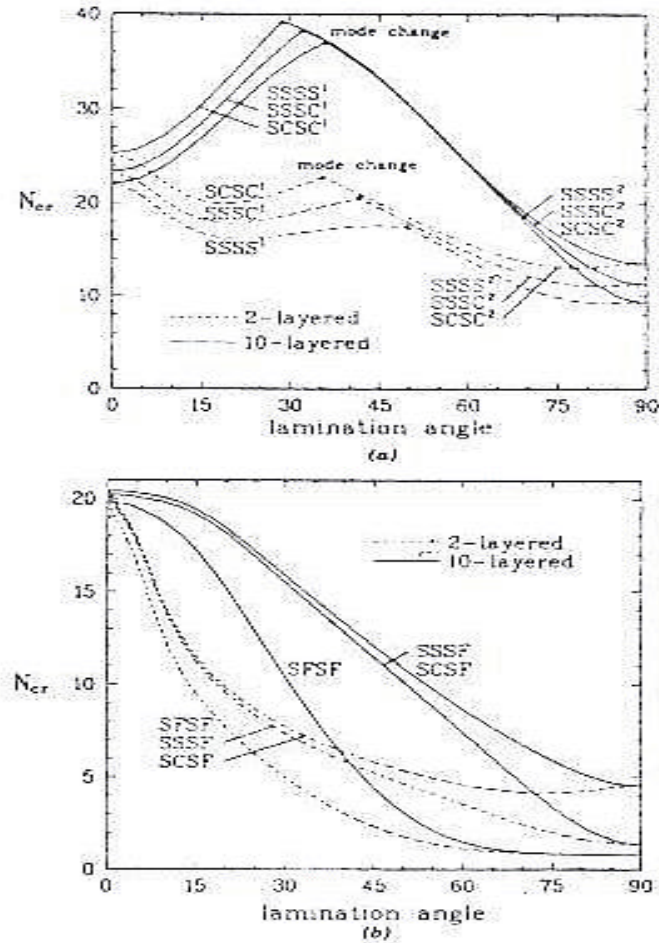 40
mode change
SSSS¹
SSSC¹
SCSC¹
30
mode change
SCSC¹
SSSC¹
SSSS¹
N_cr
20
SSSS²
SSSC²
SCSC²
SSSS²
SSSC²
SCSC²
10
2-layered
10-layered
0
0 15 30 45 60 75 90
lamination angle
(a)
20
2-layered
10-layered
15
N_cr
10
SFSF
SSSF
SCSF
SFSF
SSSF
SCSF
5
0
0 15 30 45 60 75 90
lamination angle
(b)